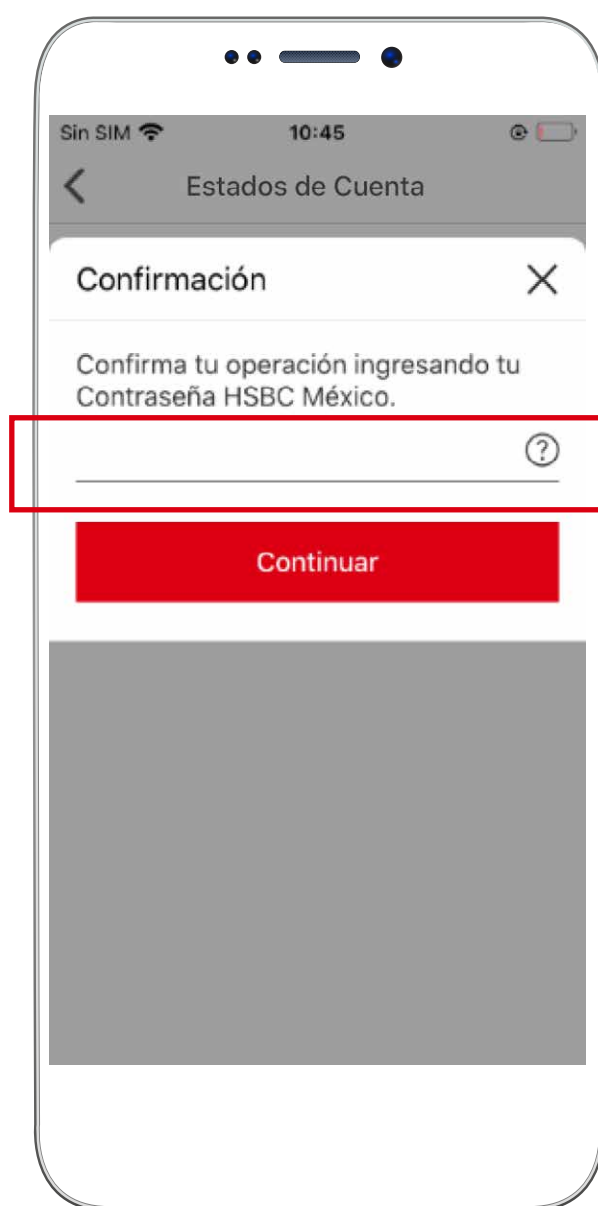 Sin SIM 10:45
Estados de Cuenta
Confirmación
Confirma tu operación ingresando tu
Contraseña HSBC México.
?
Continuar